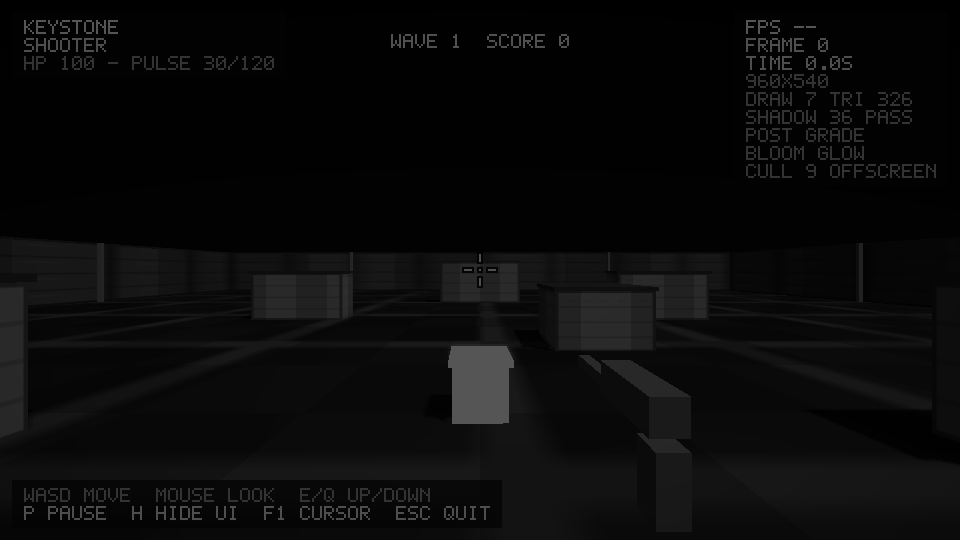 KEYSTONE
SHOOTER
HP 100 - PULSE 30/120
WAVE 1  SCORE 0
FPS --
FRAME 0
TIME 0.0S
960X540
DRAW 7 TRI 326
SHADOW 36 PASS
POST GRADE
BLOOM GLOW
CULL 9 OFFSCREEN
WASD MOVE  MOUSE LOOK  E/Q UP/DOWN
P PAUSE  H HIDE UI  F1 CURSOR  ESC QUIT